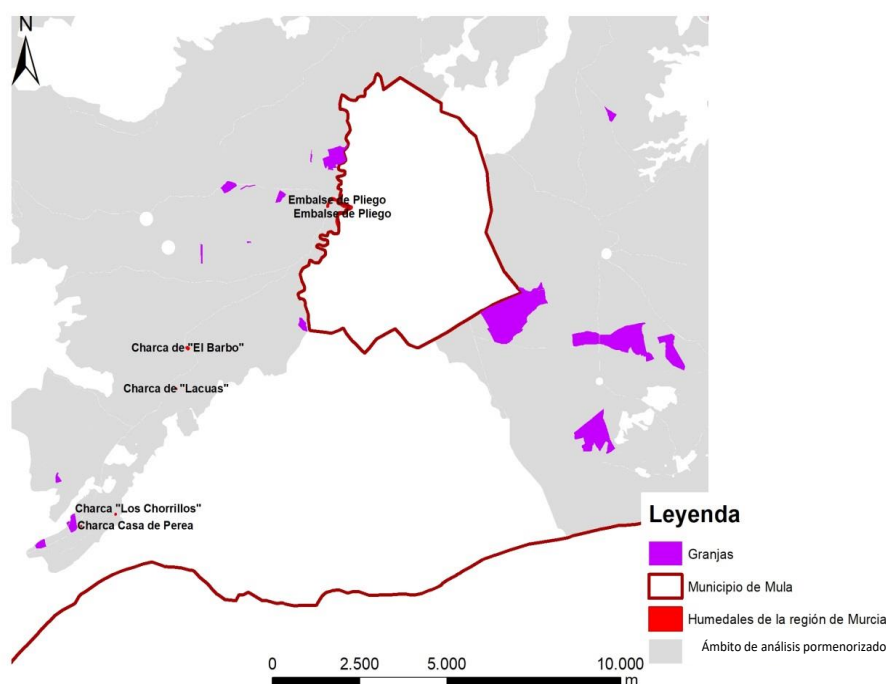 N
Embalse de Pliego
Embalse de Pliego
Charca de "El Barbo"
Charca de "Lacuas"
Charca "Los Chorrillos"
Charca Casa de Perea
Leyenda
Granjas
Municipio de Mula
Humedales de la región de Murcia
Ámbito de análisis pormenorizado
0 2.500 5.000 10.000
m